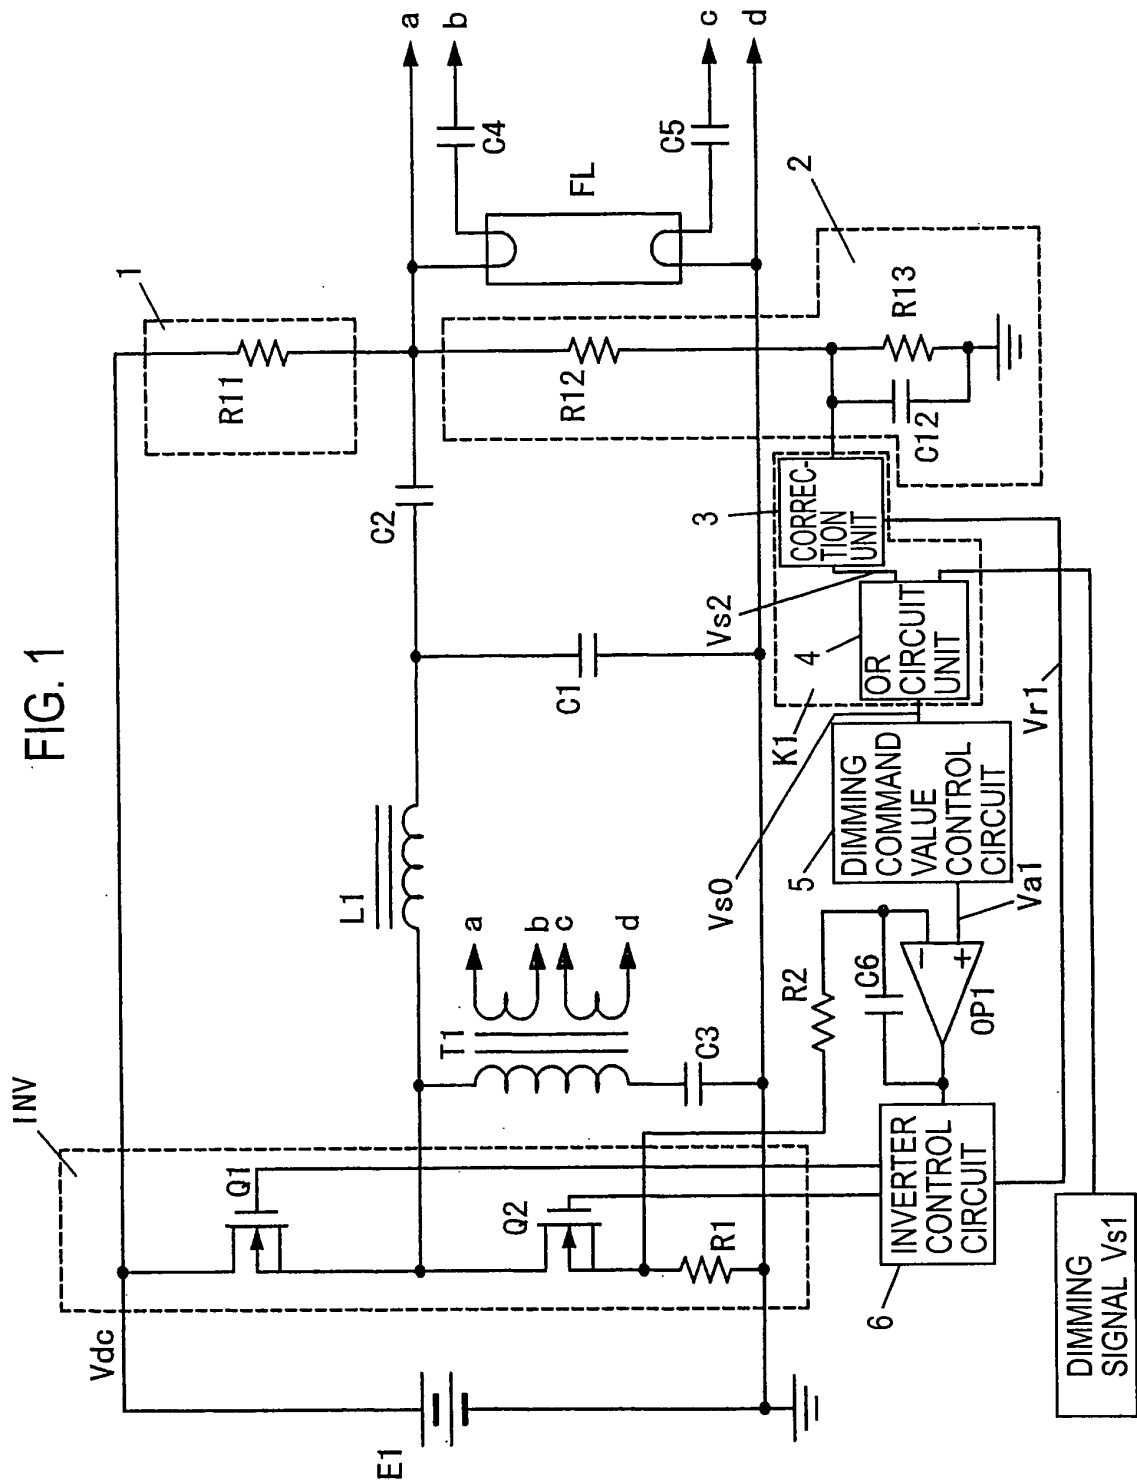 FIG. 1
INV
Vdc
E1
Q1
Q2
R1
T1
a
b
c
d
C3
L1
C1
C2
1
R11
R12
a
b
C4
FL
C5
c
d
2
R13
C12
3
CORREC-
TION
UNIT
Vs2
4
OR
CIRCUIT
UNIT
K1
Vs0
5
DIMMING
COMMAND
VALUE
CONTROL
CIRCUIT
Va1
Vr1
R2
C6
−
+
OP1
6
INVERTER
CONTROL
CIRCUIT
DIMMING
SIGNAL Vs1